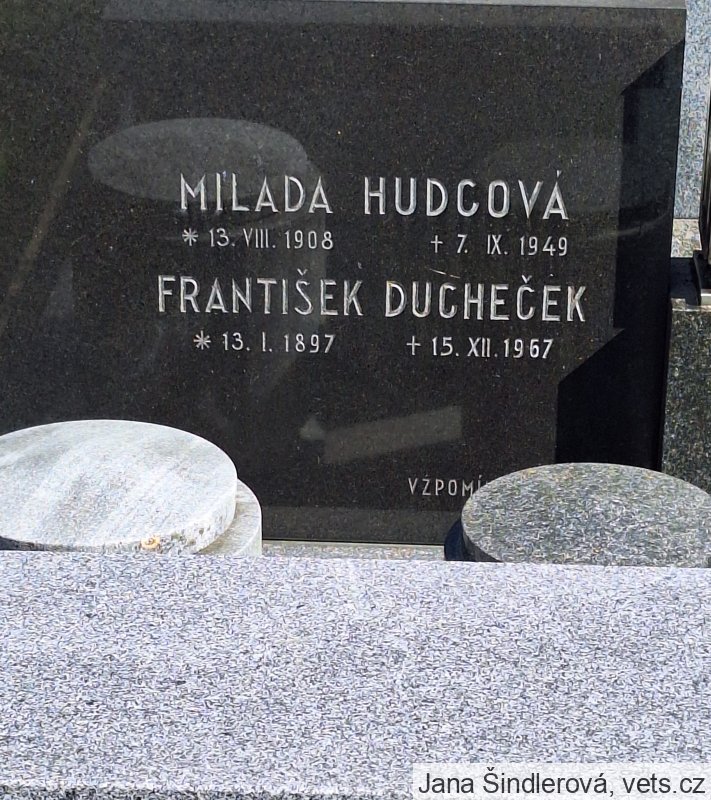 MILADA HUDCOVÁ
* 13. VIII. 1908 + 7. IX. 1949
FRANTIŠEK DUCHEČEK
* 13. I. 1897 + 15. XII. 1967
Jana Šindlerová, vets.cz